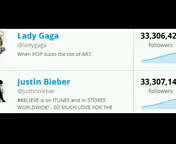 Lady Gaga
@ladygaga
When POP sucks the tits of ART.
33,306,42
followers
Justin Bieber
@justinbieber
#BELIEVE is on ITUNES and in STORES
WORLDWIDE! - SO MUCH LOVE FOR THE
33,307,14
followers